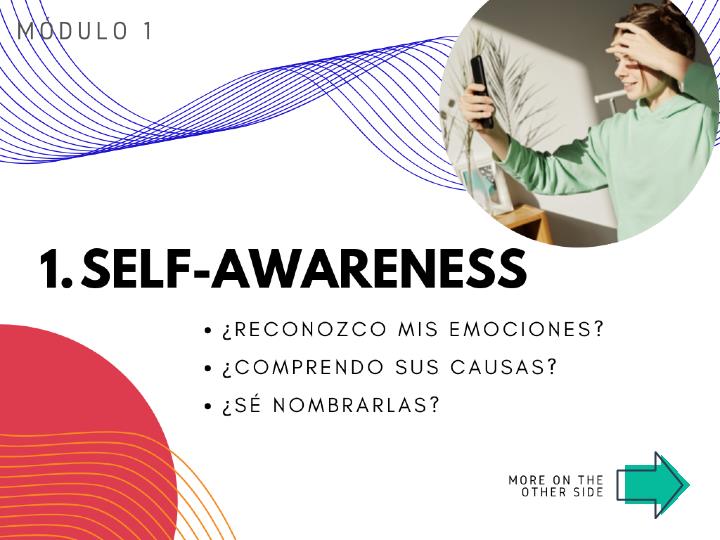 MÓDULO 1
1. SELF-AWARENESS
• ¿RECONOZCO MIS EMOCIONES?
• ¿COMPRENDO SUS CAUSAS?
• ¿SÉ NOMBRARLAS?
MORE ON THE
OTHER SIDE